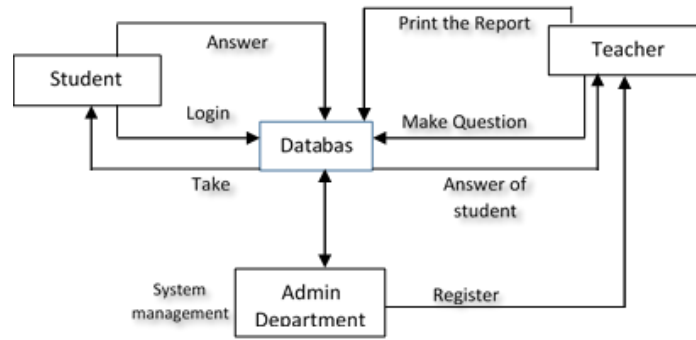 Print the Report
Answer
Teacher
Student
Login
Make Question
Databas
Take
Answer of
student
System
management
Admin
Department
Register